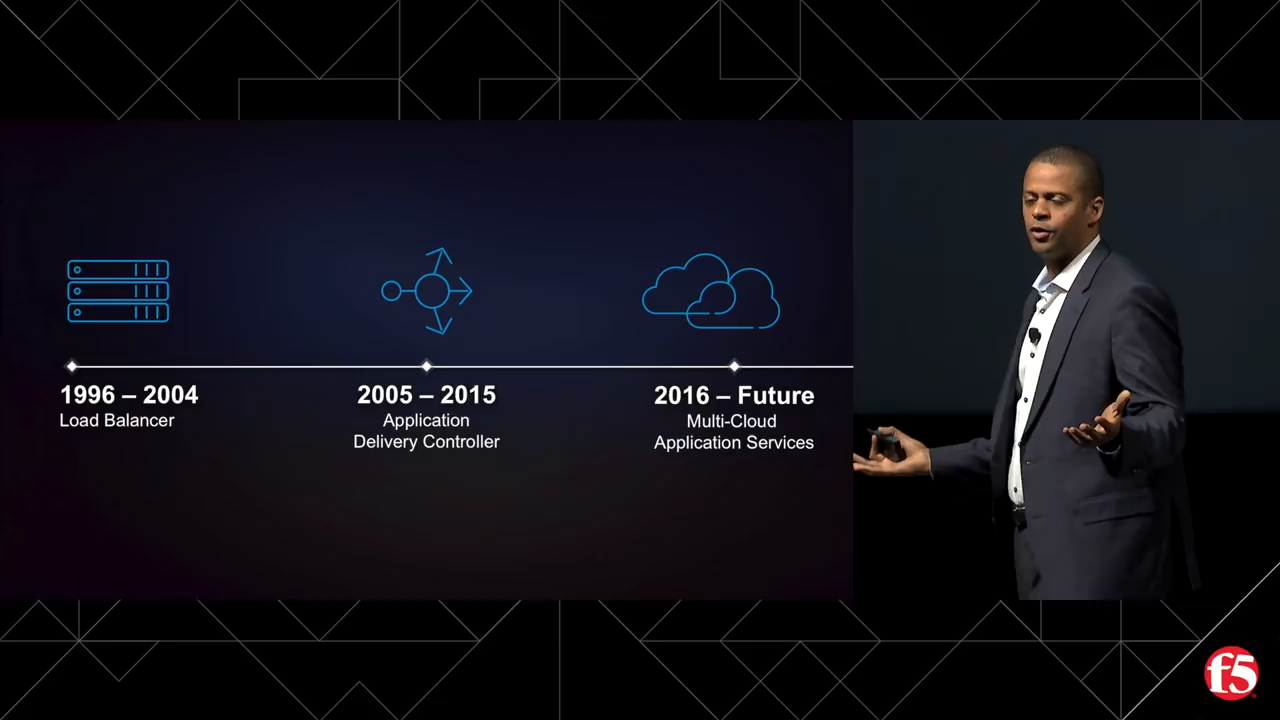 1996 – 2004
Load Balancer
2005 – 2015
Application
Delivery Controller
2016 – Future
Multi-Cloud
Application Services
f5